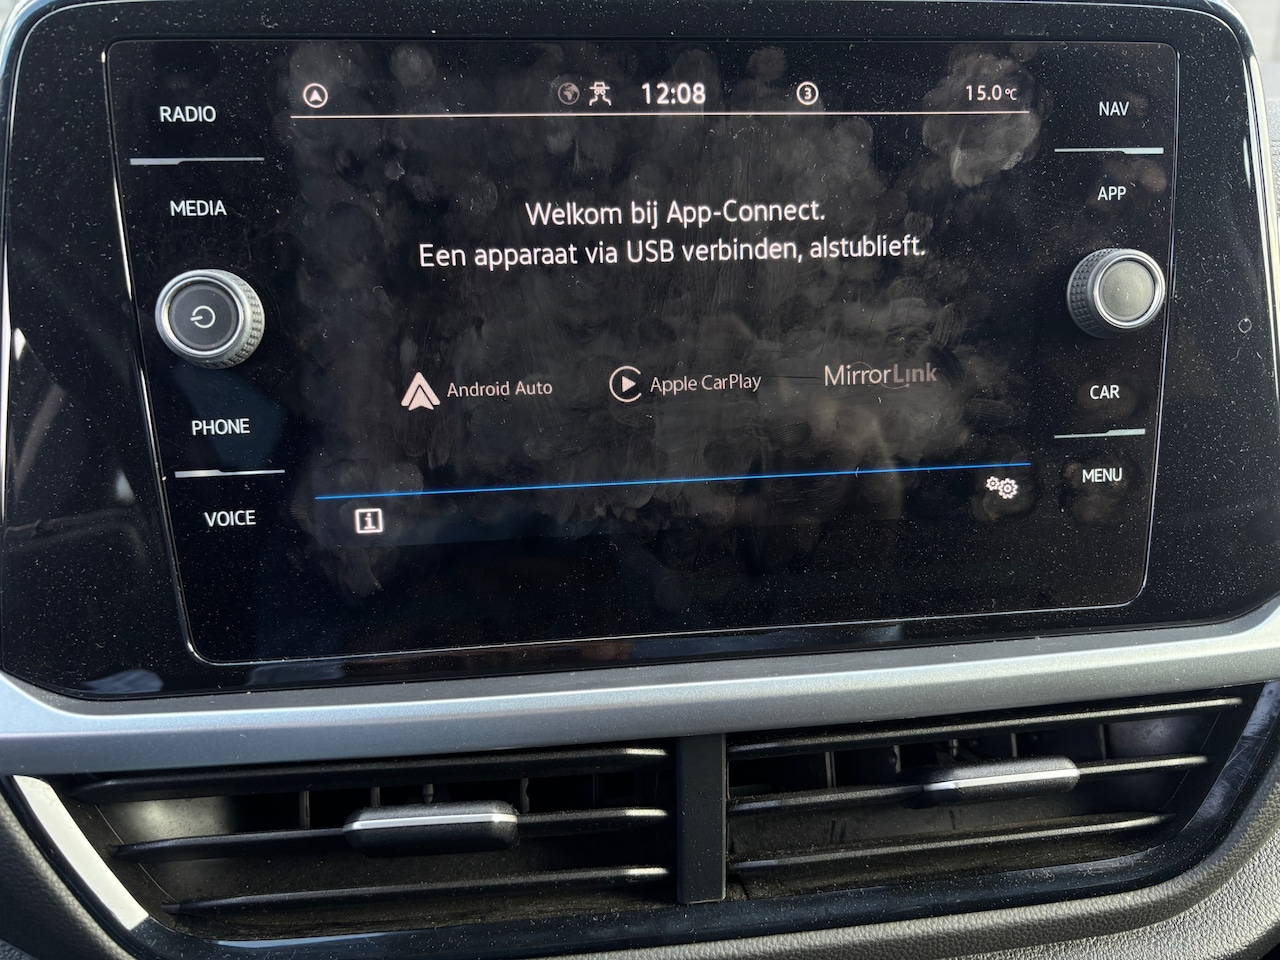 12:08
3
15.0°C
RADIO
MEDIA
PHONE
VOICE
Welkom bij App-Connect.
Een apparaat via USB verbinden, alstublieft.
Android Auto
Apple CarPlay
MirrorLink
i
NAV
APP
CAR
MENU